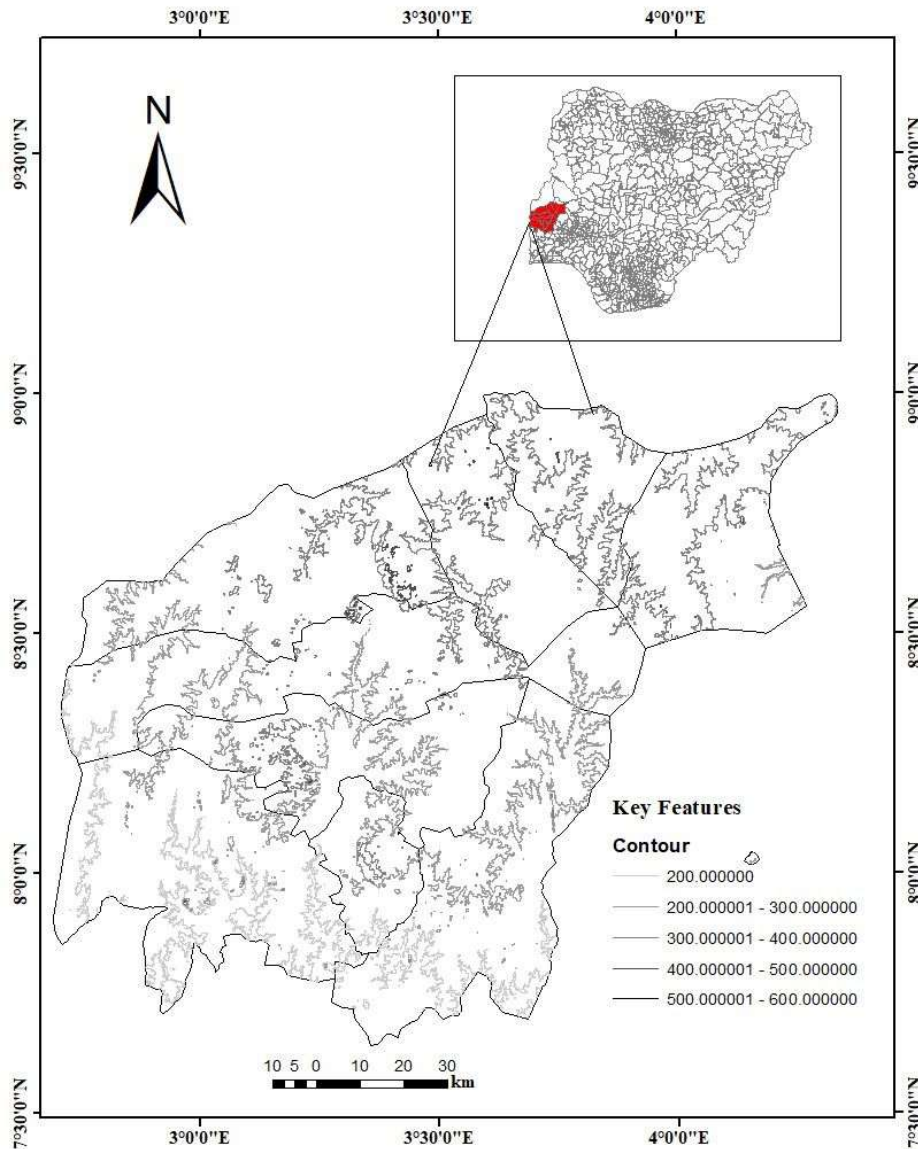 3°0'0"E 3°30'0"E 4°0'0"E
N
9°30'0"N 9°30'0"N
9°0'0"N 9°0'0"N
8°30'0"N 8°30'0"N
Key Features
Contour
8°0'0"N 8°0'0"N
200.000000
200.000001 - 300.000000
300.000001 - 400.000000
400.000001 - 500.000000
500.000001 - 600.000000
10 5 0 10 20 30
km
7°30'0"N 7°30'0"N
3°0'0"E 3°30'0"E 4°0'0"E